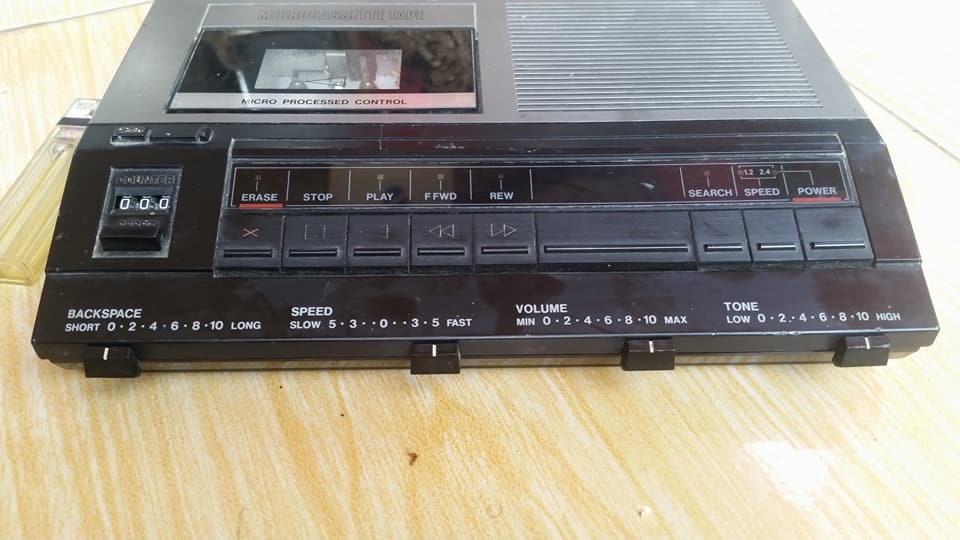 MICROCASSETTE TAPE
MICRO PROCESSED CONTROL
COUNTER
000
RESET
ERASE STOP PLAY F FWD REW SEARCH SPEED POWER
1.2 2.4
BACKSPACE
SHORT 0·2·4·6·8·10 LONG
SPEED
SLOW 5·3··0··3·5 FAST
VOLUME
MIN 0·2·4·6·8·10 MAX
TONE
LOW 0·2·4·6·8·10 HIGH